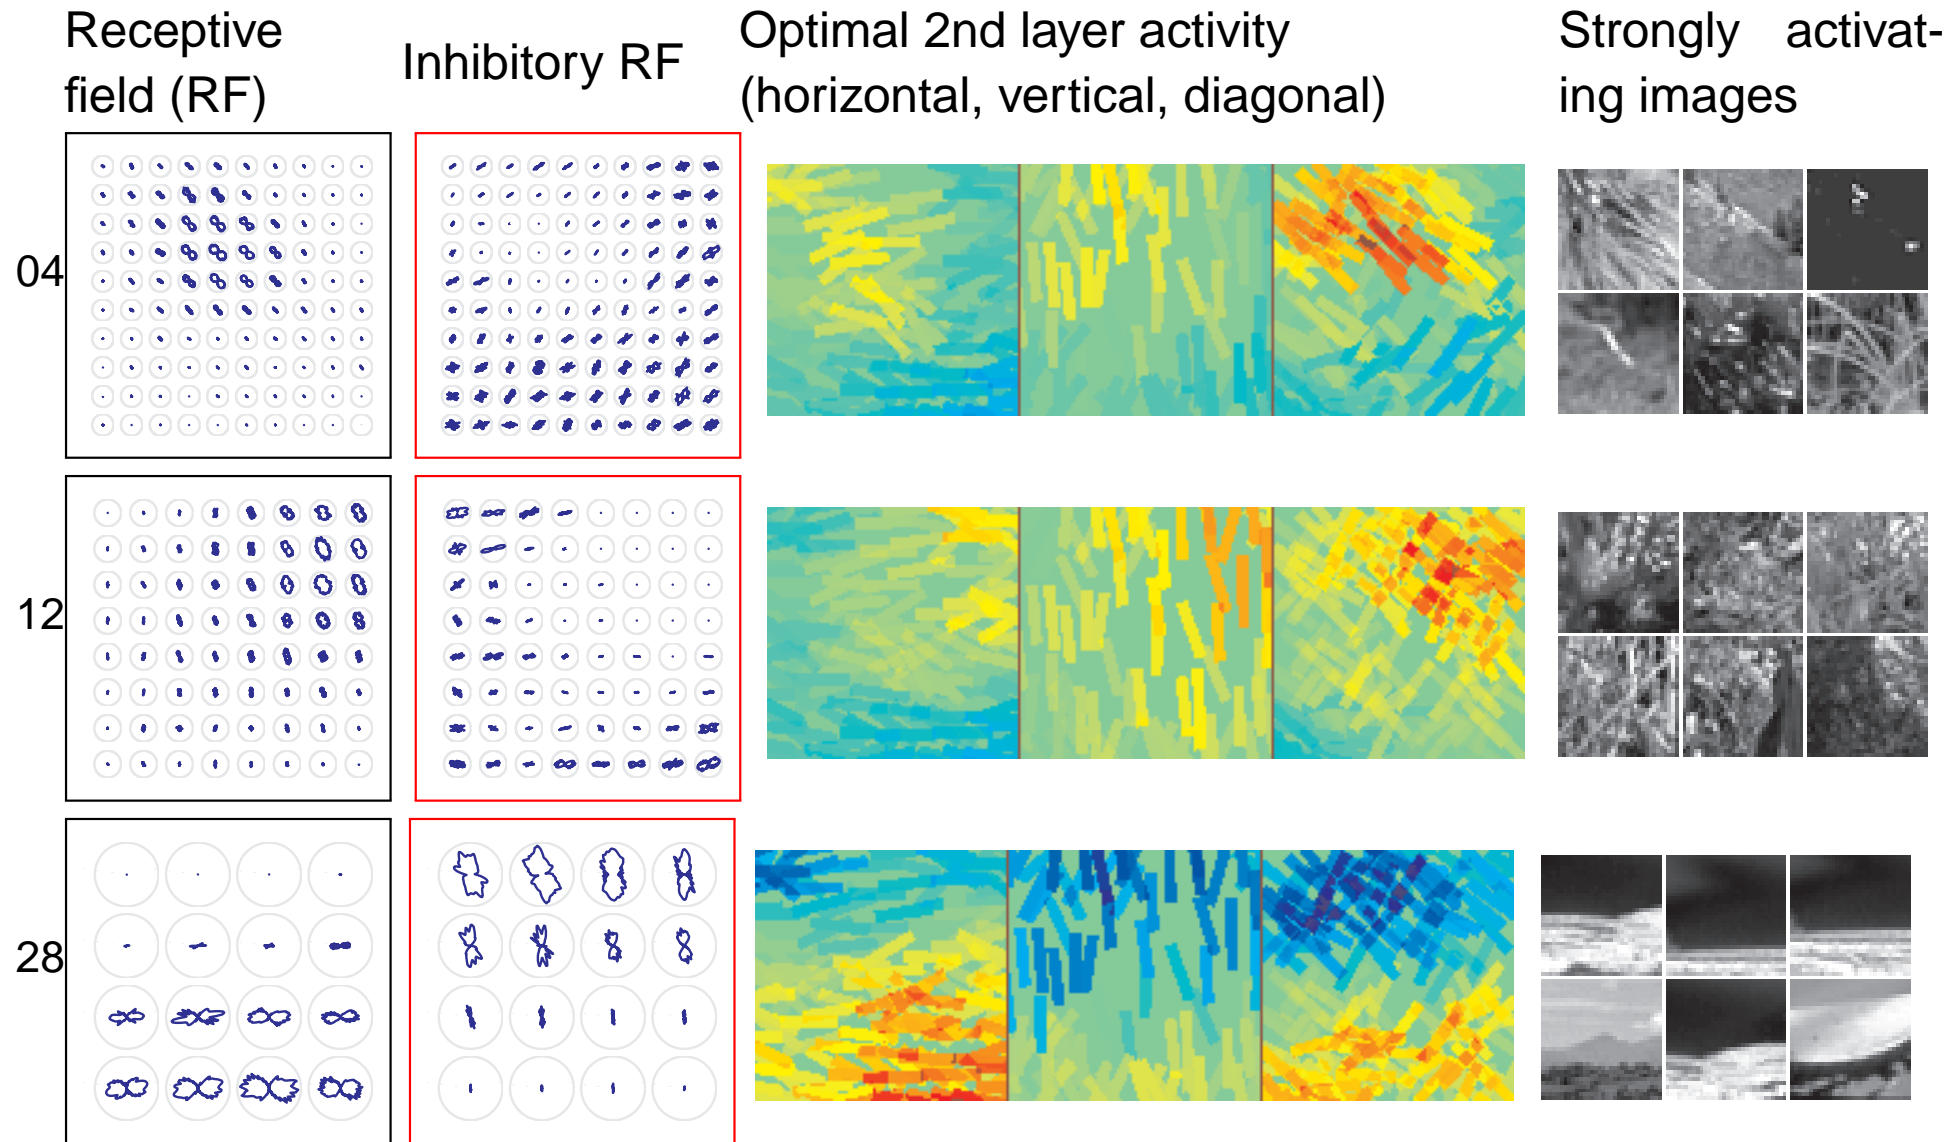 Receptive
field (RF)
Inhibitory RF
Optimal 2nd layer activity
(horizontal, vertical, diagonal)
Strongly activat-
ing images
04
12
28